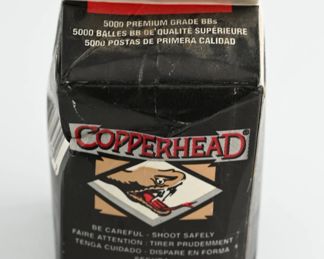 5000 PREMIUM GRADE BBs
5000 BALLES BB DE QUALITÉ SUPÉRIEURE
5000 POSTAS DE PRIMERA CALIDAD
COPPERHEAD
BE CAREFUL - SHOOT SAFELY
FAIRE ATTENTION - TIRER PRUDEMMENT
TENGA CUIDADO - DISPARE EN FORMA